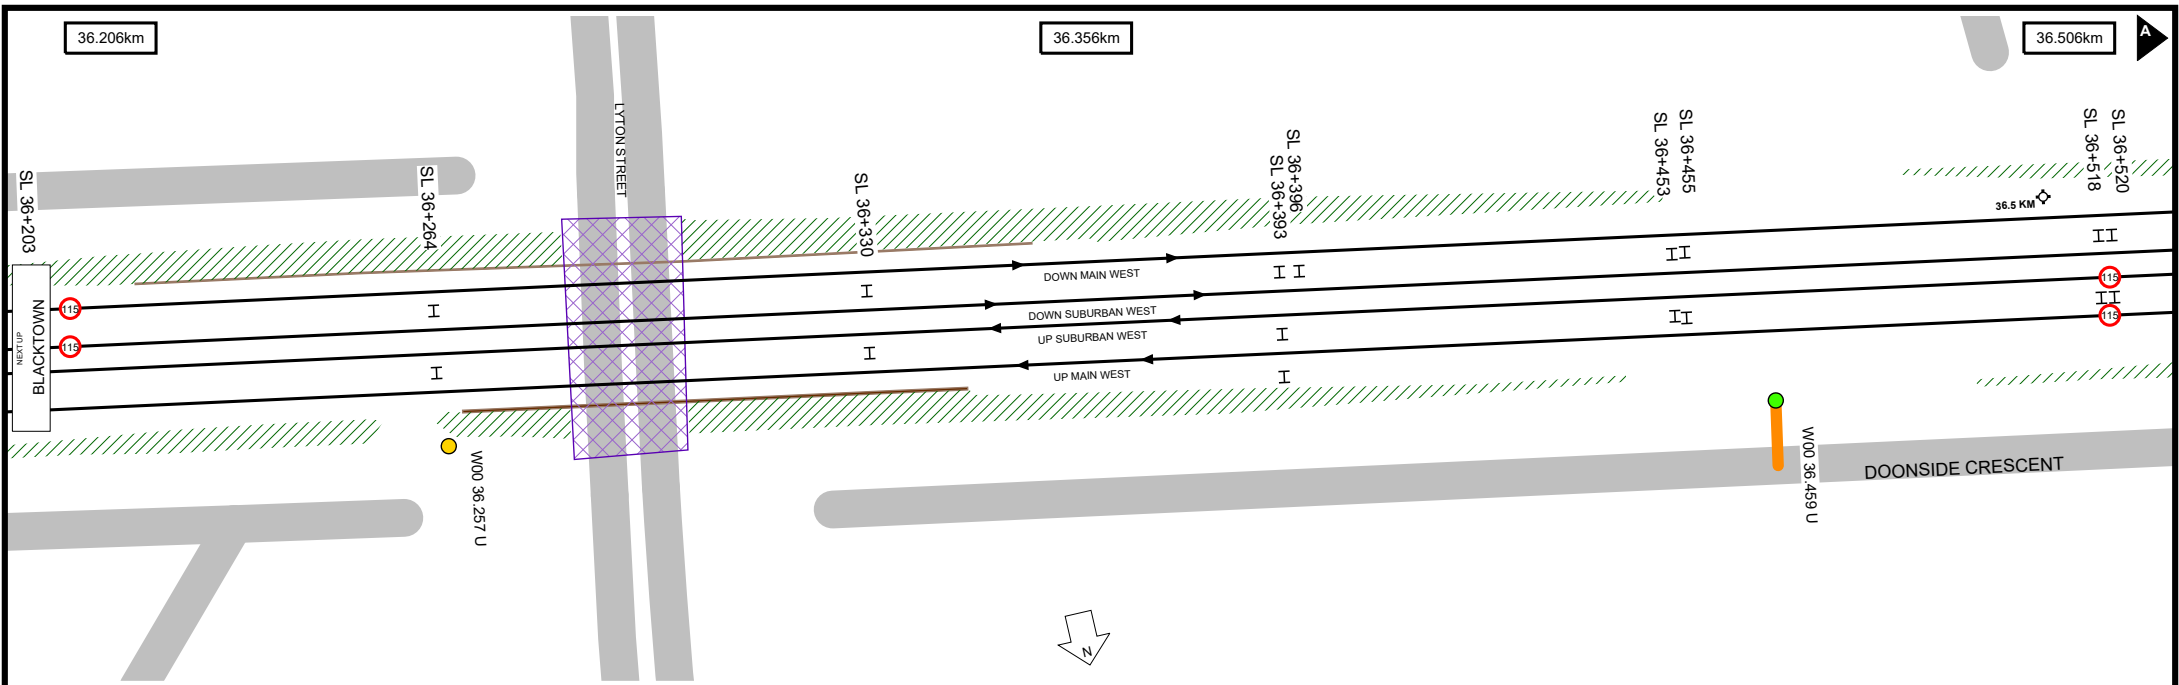 36.206km
36.356km
36.506km
A
LYTON STREET
SL 36+203
SL 36+264
SL 36+330
SL 36+393
SL 36+396
SL 36+453
SL 36+455
SL 36+518
SL 36+520
36.5 KM
NEXT UP
BLACKTOWN
115
115
115
115
DOWN MAIN WEST
DOWN SUBURBAN WEST
UP SUBURBAN WEST
UP MAIN WEST
W00 36.257 U
W00 36.459 U
DOONSIDE CRESCENT
N